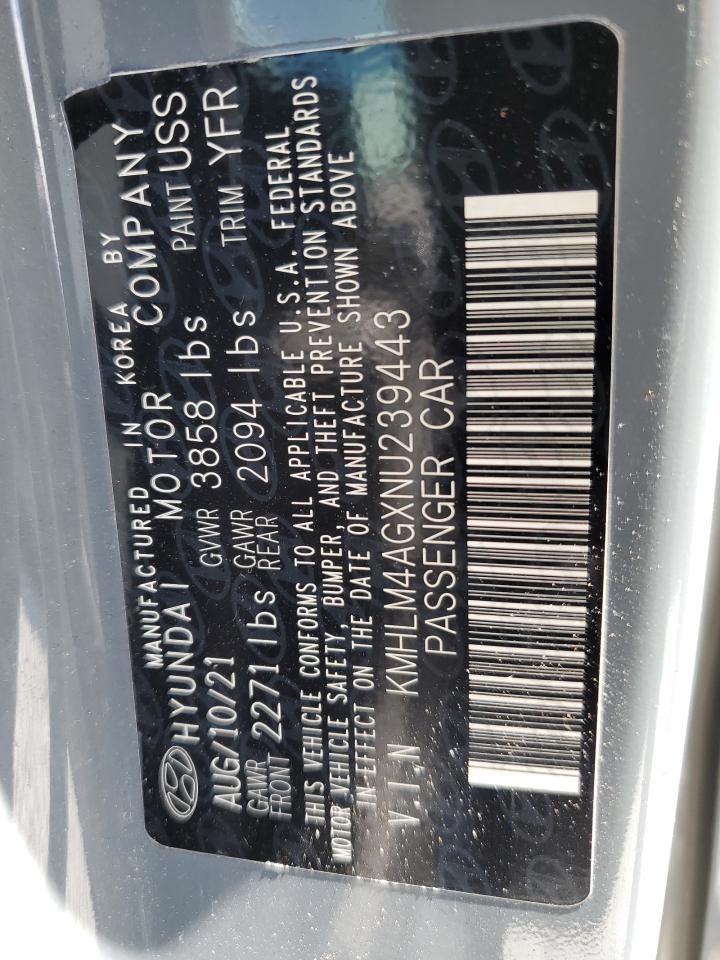 MANUFACTURED IN KOREA BY
HYUNDAI MOTOR COMPANY
AUG/10/21 GVWR 3858 lbs PAINT USS
GAWR FRONT 2271 lbs GAWR REAR 2094 lbs TRIM YFR
THIS VEHICLE CONFORMS TO ALL APPLICABLE U.S.A. FEDERAL
MOTOR VEHICLE SAFETY, BUMPER, AND THEFT PREVENTION STANDARDS
IN EFFECT ON THE DATE OF MANUFACTURE SHOWN ABOVE
V.I.N KMHLM4AGXNU239443
PASSENGER CAR